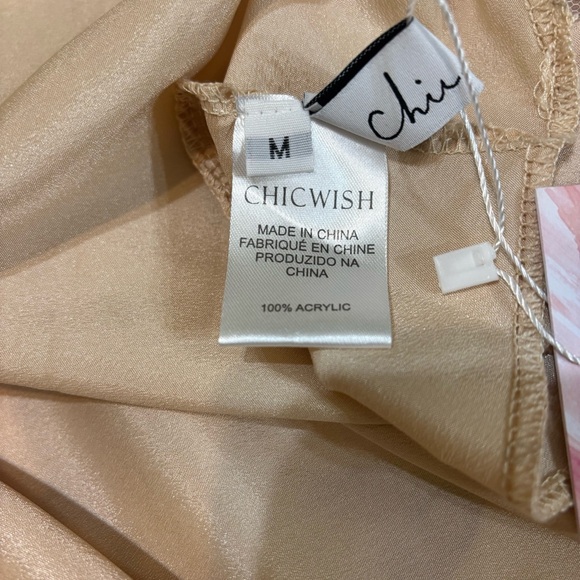 M
CHICWISH
MADE IN CHINA
FABRIQUÉ EN CHINE
PRODUZIDO NA
CHINA
100% ACRYLIC